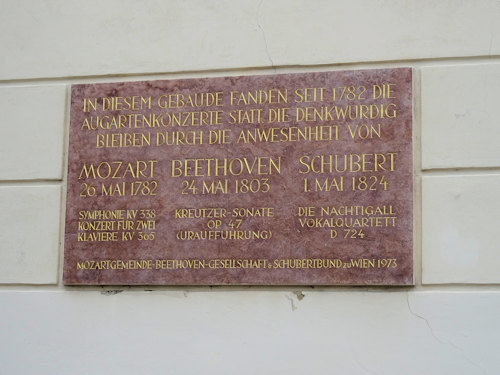 IN DIESEM GEBÄUDE FANDEN SEIT 1782 DIE
AUGARTENKONZERTE STATT, DIE DENKWÜRDIG
BLEIBEN DURCH DIE ANWESENHEIT VON
MOZART BEETHOVEN SCHUBERT
26. MAI 1782 24. MAI 1803 1. MAI 1824
SYMPHONIE KV 338 KREUTZER-SONATE DIE NACHTIGALL
KONZERT FÜR ZWEI OP 47 VOKALQUARTETT
KLAVIERE KV 365 (URAUFFÜHRUNG) D 724
MOZARTGEMEINDE-BEETHOVEN-GESELLSCHAFT u. SCHUBERTBUND ZU WIEN 1973